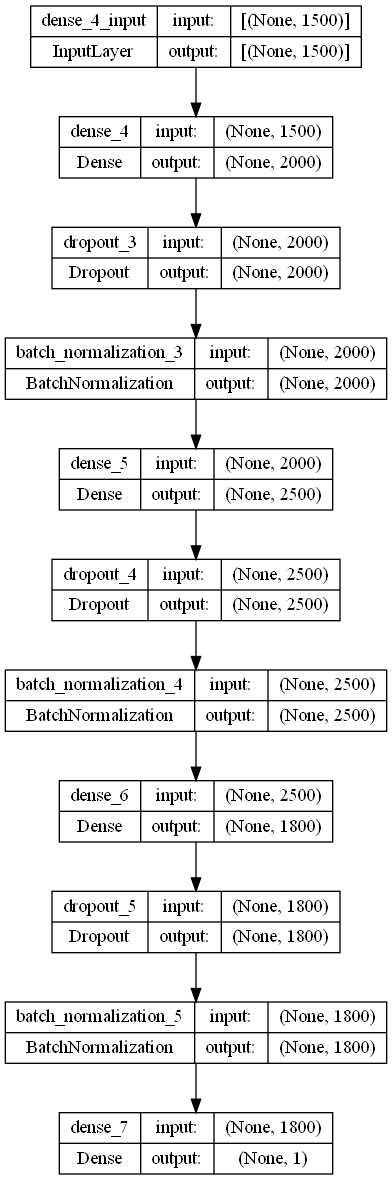 dense_4_input input: [(None, 1500)]
InputLayer output: [(None, 1500)]
dense_4 input: (None, 1500)
Dense output: (None, 2000)
dropout_3 input: (None, 2000)
Dropout output: (None, 2000)
batch_normalization_3 input: (None, 2000)
BatchNormalization output: (None, 2000)
dense_5 input: (None, 2000)
Dense output: (None, 2500)
dropout_4 input: (None, 2500)
Dropout output: (None, 2500)
batch_normalization_4 input: (None, 2500)
BatchNormalization output: (None, 2500)
dense_6 input: (None, 2500)
Dense output: (None, 1800)
dropout_5 input: (None, 1800)
Dropout output: (None, 1800)
batch_normalization_5 input: (None, 1800)
BatchNormalization output: (None, 1800)
dense_7 input: (None, 1800)
Dense output: (None, 1)